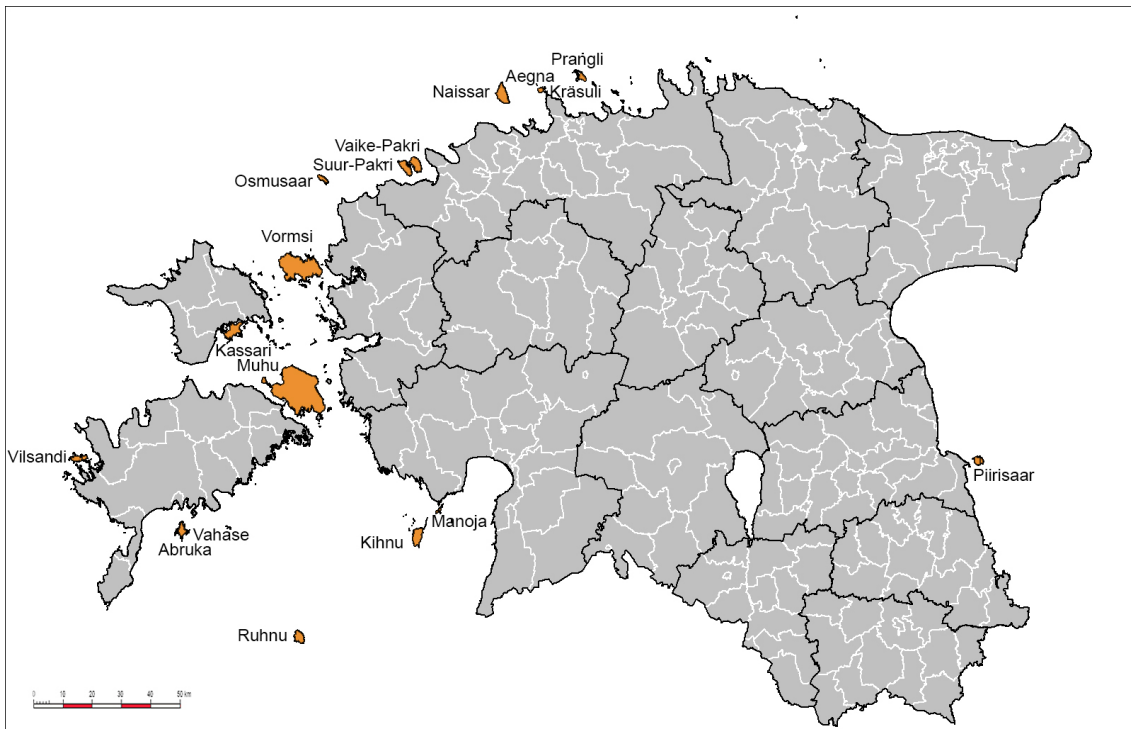 Prangli
Aegna
Naissar
Kräsuli
Vaike-Pakri
Suur-Pakri
Osmusaar
Vormsi
Kassari
Muhu
Vilsandi
Piirisaar
Manoja
Vahase
Abruka
Kihnu
Ruhnu
0 10 20 30 40 50 km